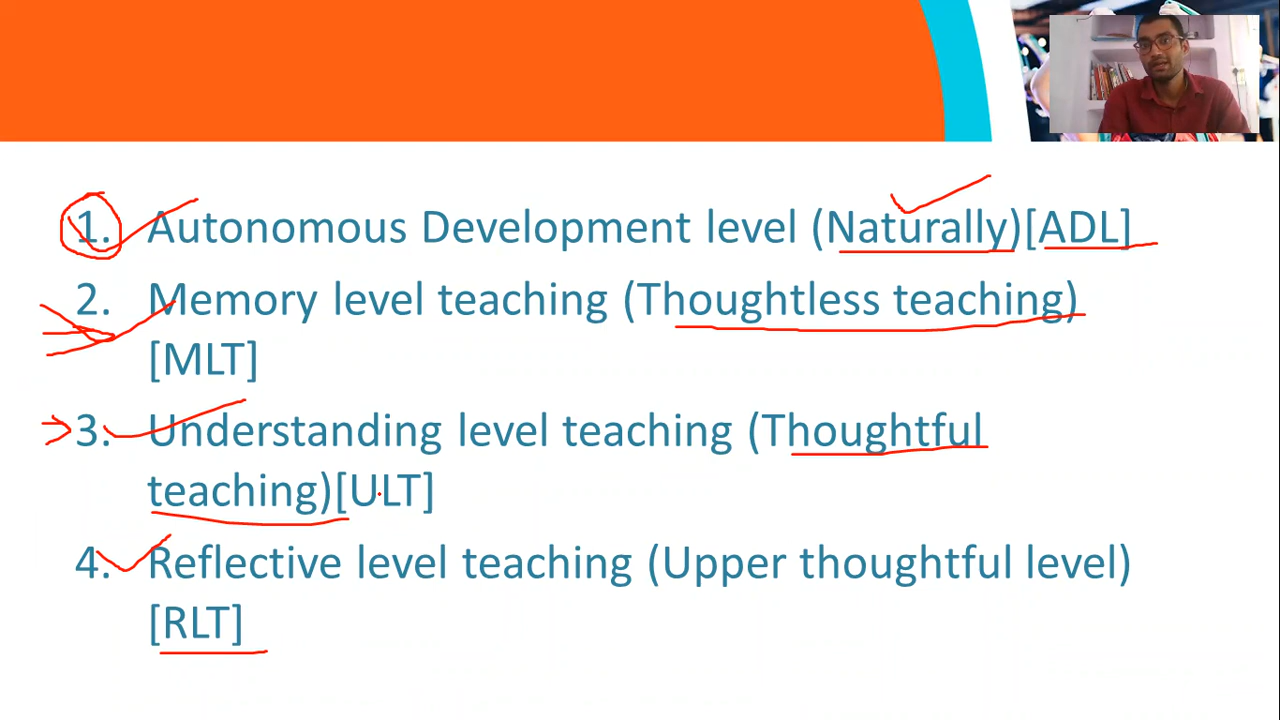 1. Autonomous Development level (Naturally)[ADL]
2. Memory level teaching (Thoughtless teaching)
[MLT]
3. Understanding level teaching (Thoughtful
teaching)[ULT]
4. Reflective level teaching (Upper thoughtful level)
[RLT]